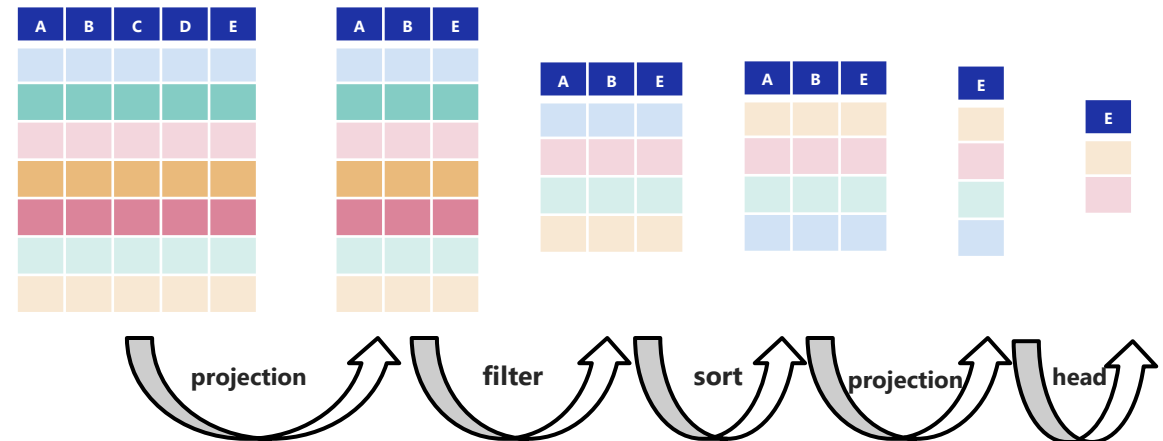 A B C D E
A B E
A B E
A B E
E
E
projection
filter
sort
projection
head